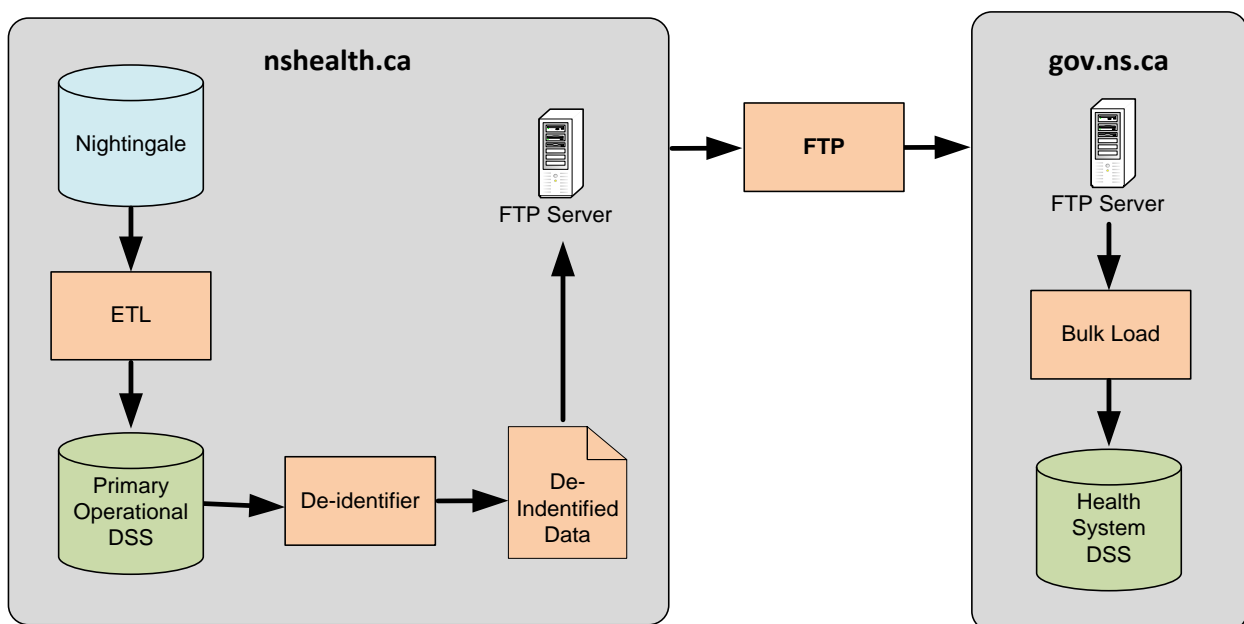 nshealth.ca
Nightingale
ETL
Primary
Operational
DSS
De-identifier
De-
Indentified
Data
FTP Server
FTP
gov.ns.ca
FTP Server
Bulk Load
Health
System
DSS